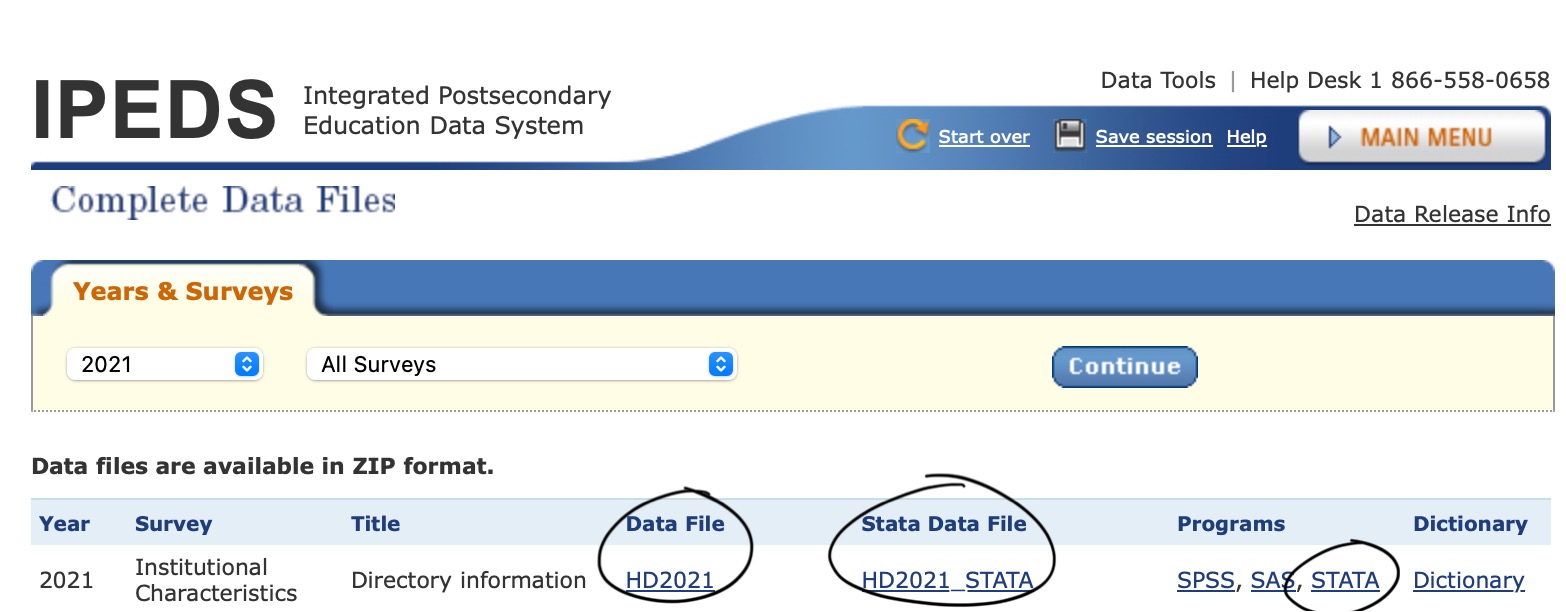 Data Tools | Help Desk 1 866-558-0658
IPEDS Integrated Postsecondary
Education Data System
Start over Save session Help MAIN MENU
Complete Data Files
Data Release Info
Years & Surveys
2021 All Surveys Continue
Data files are available in ZIP format.
Year Survey Title Data File Stata Data File Programs Dictionary
2021 Institutional Characteristics Directory information HD2021 HD2021_STATA SPSS, SAS, STATA Dictionary